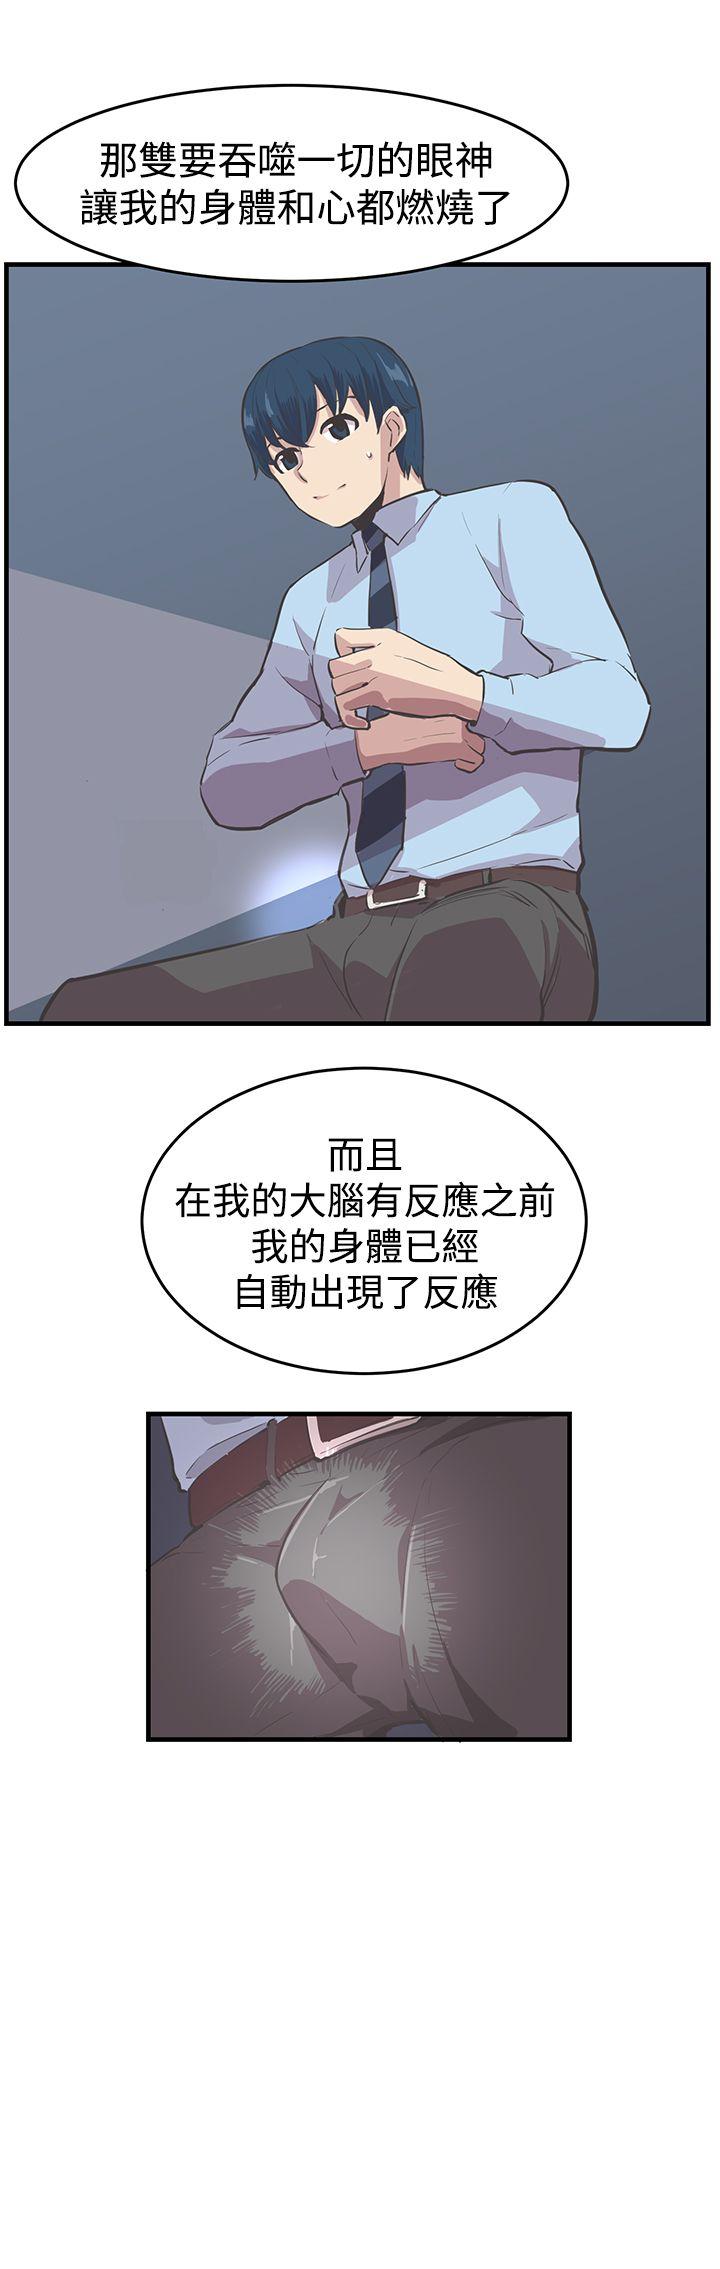 那雙要吞噬一切的眼神
讓我的身體和心都燃燒了
而且
在我的大腦有反應之前
我的身體已經
自動出現了反應